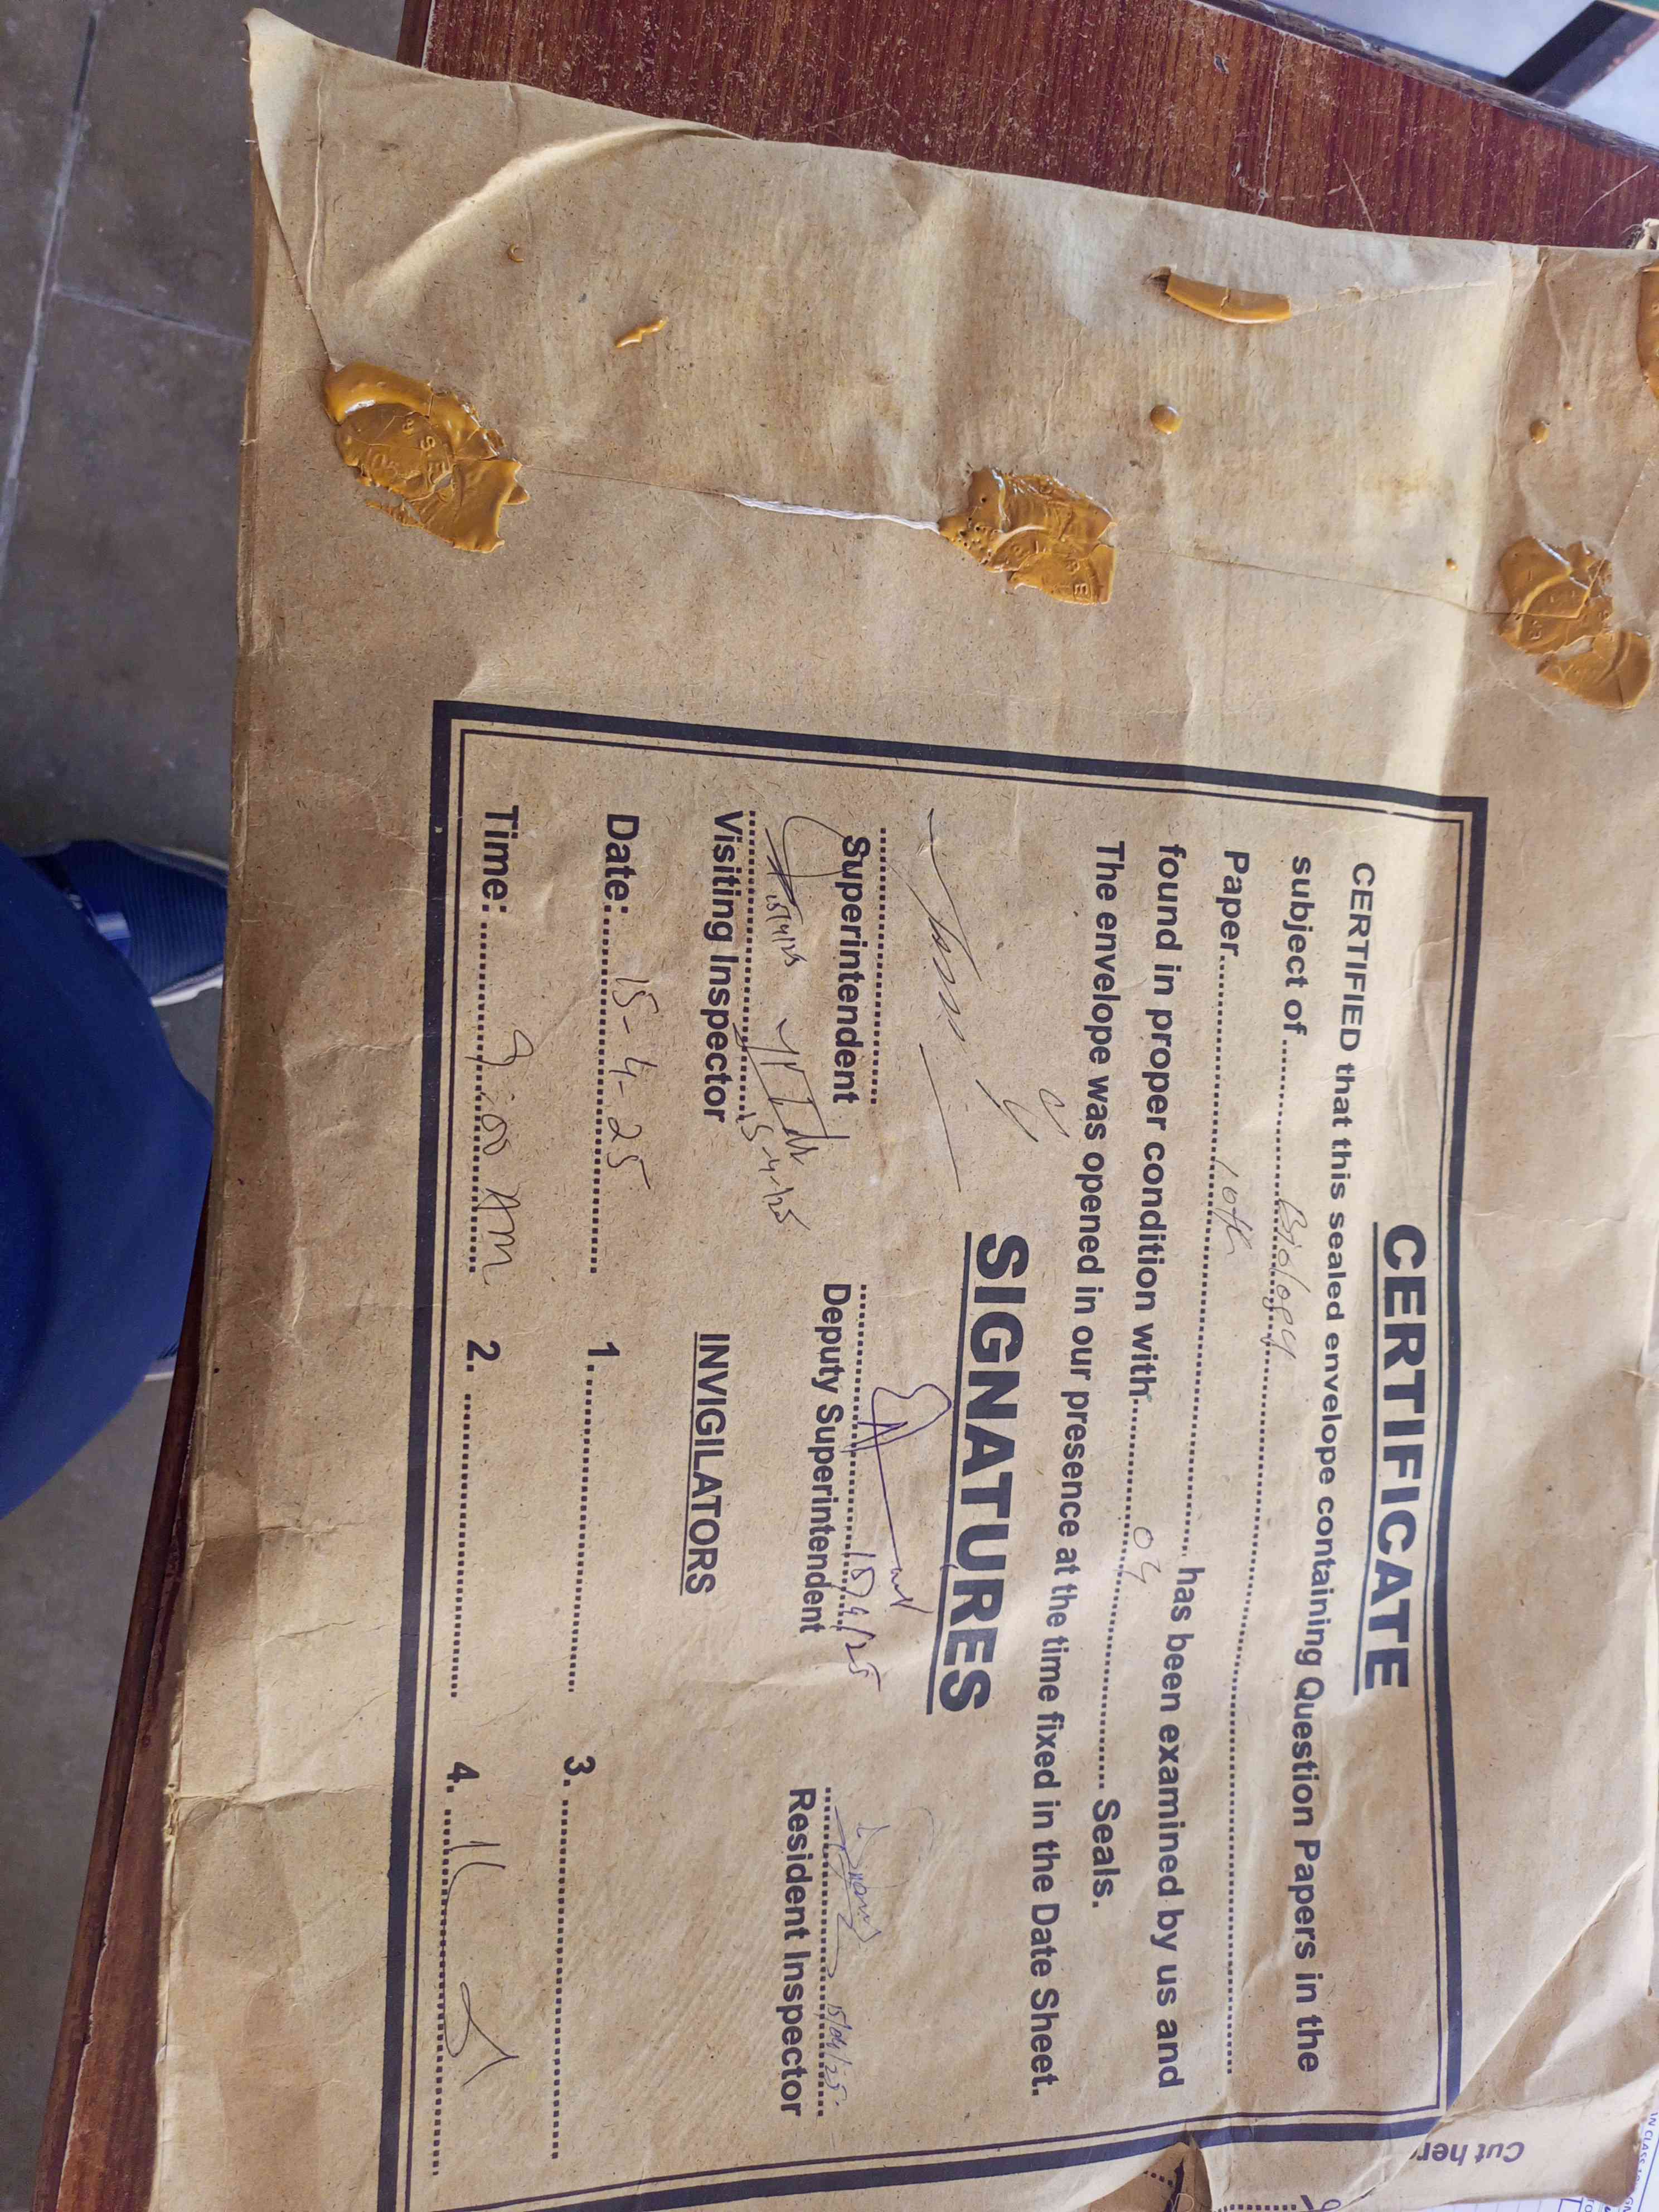 CERTIFICATE
CERTIFIED that this sealed envelope containing Question Papers in the
subject of Biology
Paper 10th has been examined by us and
found in proper condition with 04 Seals.
The envelope was opened in our presence at the time fixed in the Date Sheet.
SIGNATURES
15/4/25 15/04/25
Superintendent Deputy Superintendent Resident Inspector
15/4/25 15-4-25
Visiting Inspector INVIGILATORS
Date: 15-4-25 1. 3.
Time: 9:00 AM 2. 4.
Cut here